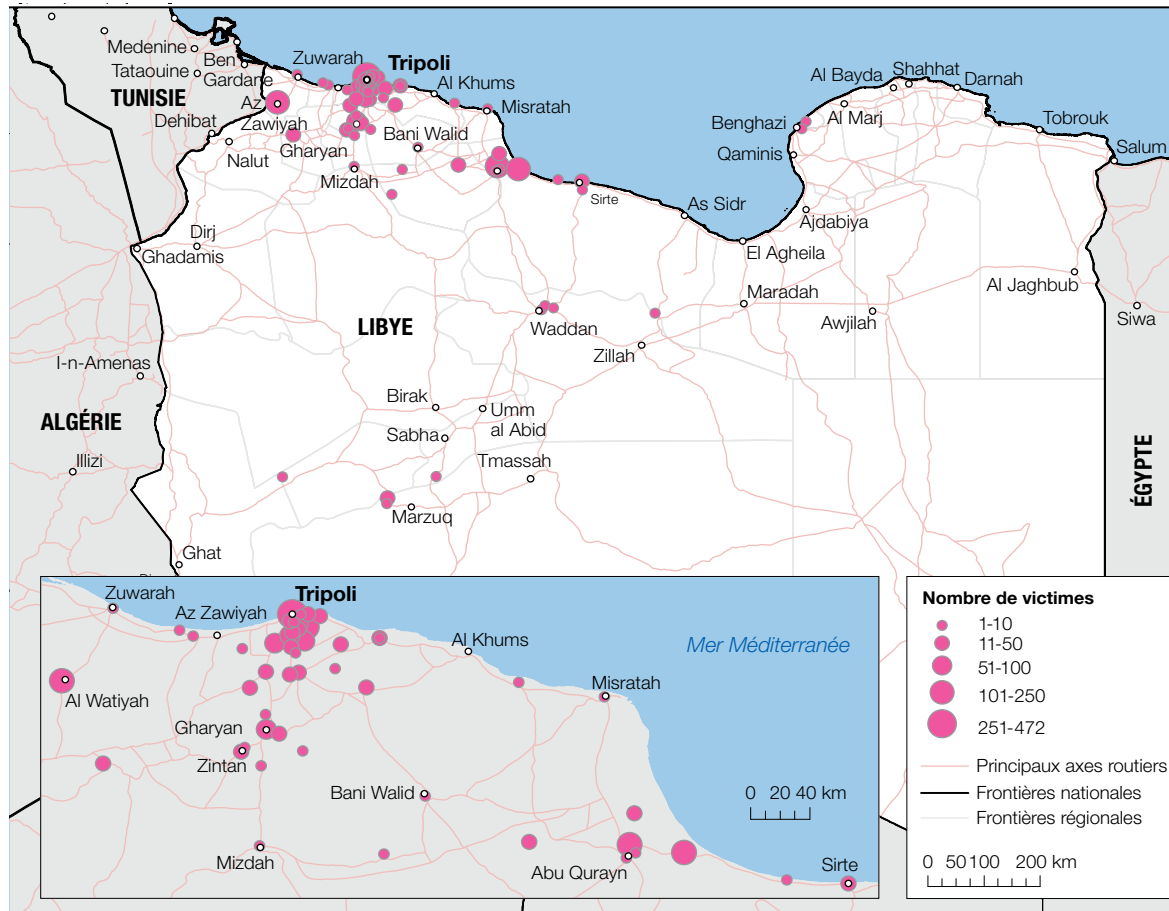 Medenine
Ben
Gardane
Tataouine
TUNISIE
Dehibat
Zuwarah
Tripoli
Al Khums
Misratah
Az
Zawiyah
Nalut
Gharyan
Bani Walid
Mizdah
Sirte
As Sidr
Benghazi
Qaminis
Al Bayda
Shahhat
Darnah
Al Marj
Tobrouk
Salum
Ajdabiya
El Agheila
Dirj
Ghadamis
LIBYE
Waddan
Zillah
Maradah
Awjilah
Al Jaghbub
Siwa
I-n-Amenas
ALGÉRIE
Illizi
Birak
Umm
al Abid
Sabha
Tmassah
Marzuq
Ghat
ÉGYPTE
Zuwarah
Az Zawiyah
Tripoli
Al Khums
Mer Méditerranée
Misratah
Al Watiyah
Gharyan
Zintan
Bani Walid
Mizdah
Abu Qurayn
Sirte
0 20 40 km
Nombre de victimes
1-10
11-50
51-100
101-250
251-472
Principaux axes routiers
Frontières nationales
Frontières régionales
0 50 100 200 km